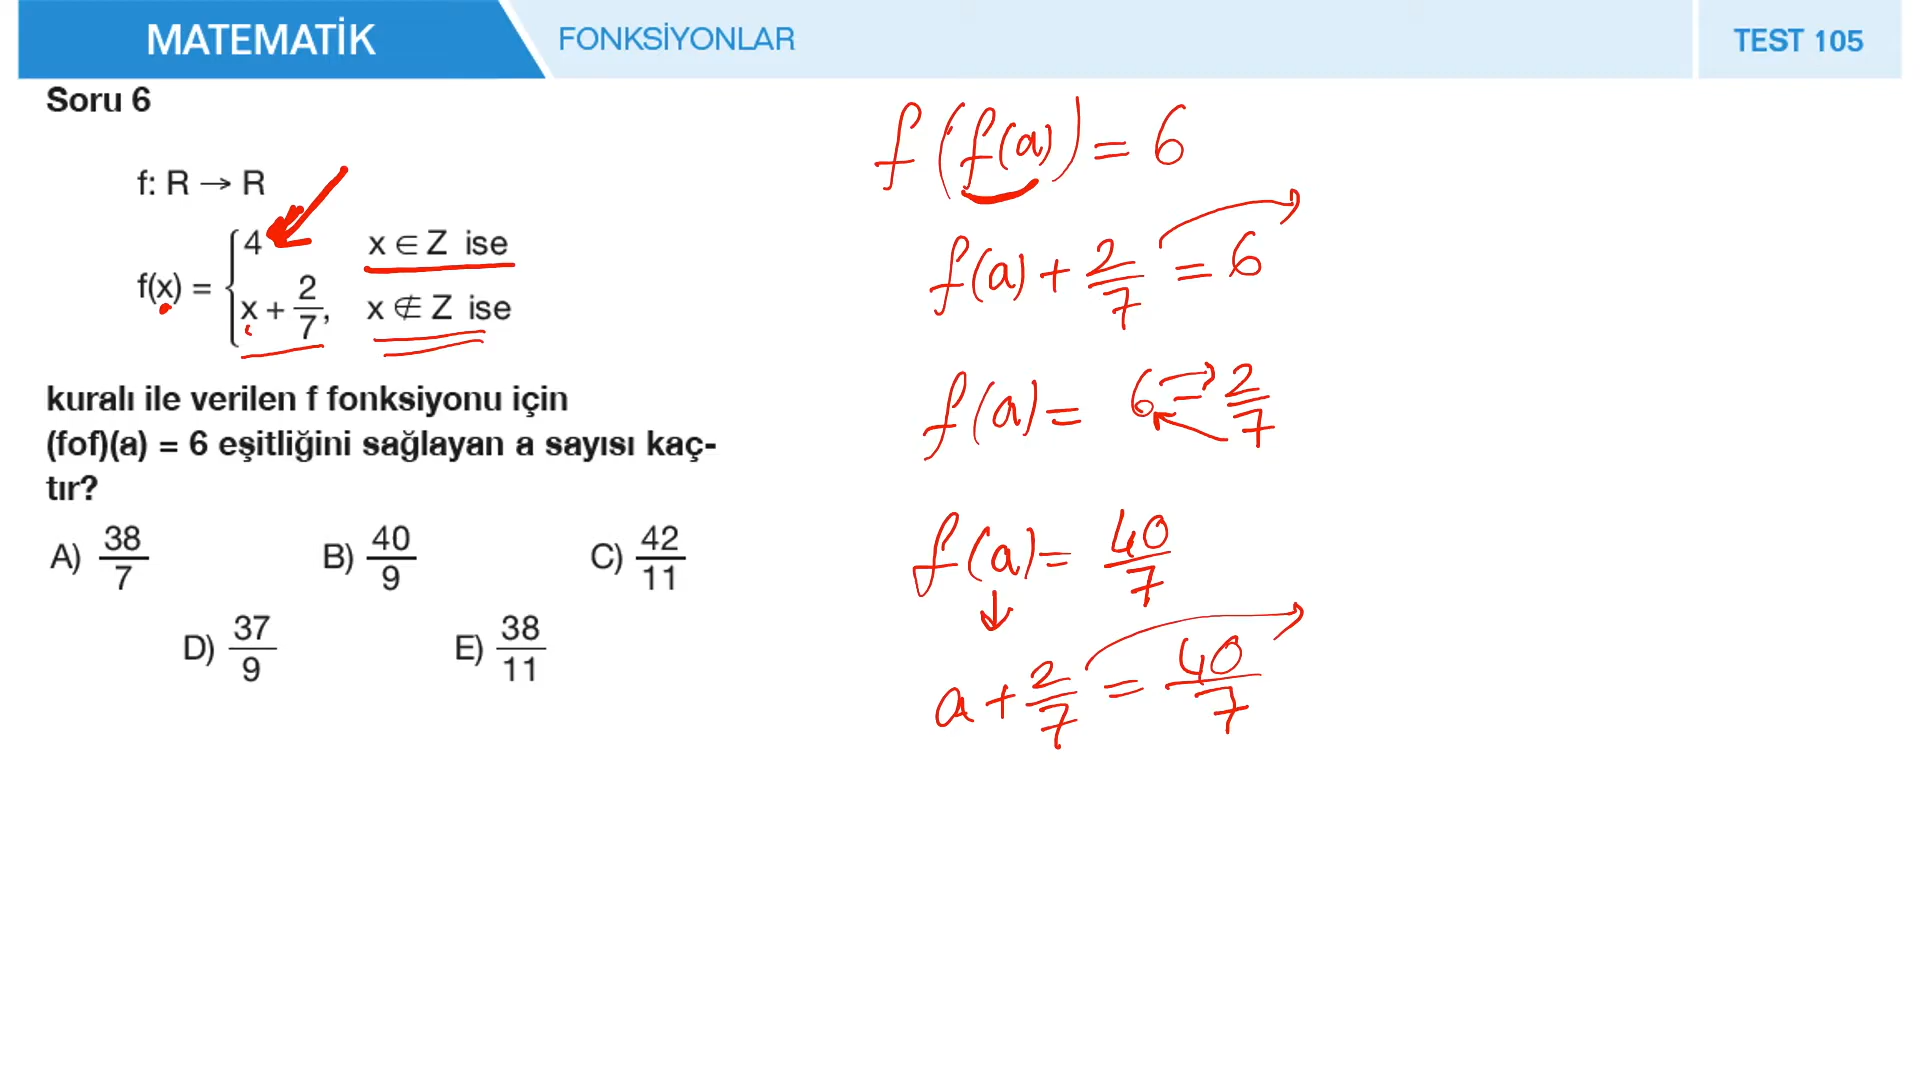 MATEMATİK
FONKSİYONLAR
TEST 105
Soru 6
f: R → R
f(x) = { 4 x ∈ Z ise
x + 2/7, x ∉ Z ise
kuralı ile verilen f fonksiyonu için
(fof)(a) = 6 eşitliğini sağlayan a sayısı kaç-
tır?
A) 38/7 B) 40/9 C) 42/11
D) 37/9 E) 38/11
f(f(a)) = 6
f(a) + 2/7 = 6
f(a) = 6 - 2/7
f(a) = 40/7
a + 2/7 = 40/7